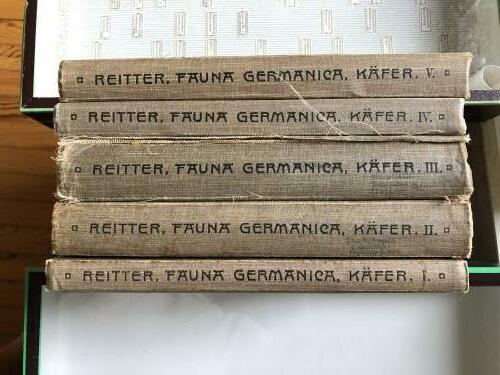 REITTER, FAUNA GERMANICA, KÄFER. V.
REITTER, FAUNA GERMANICA, KÄFER. IV.
REITTER, FAUNA GERMANICA, KÄFER. III.
REITTER, FAUNA GERMANICA, KÄFER. II.
REITTER, FAUNA GERMANICA, KÄFER. I.